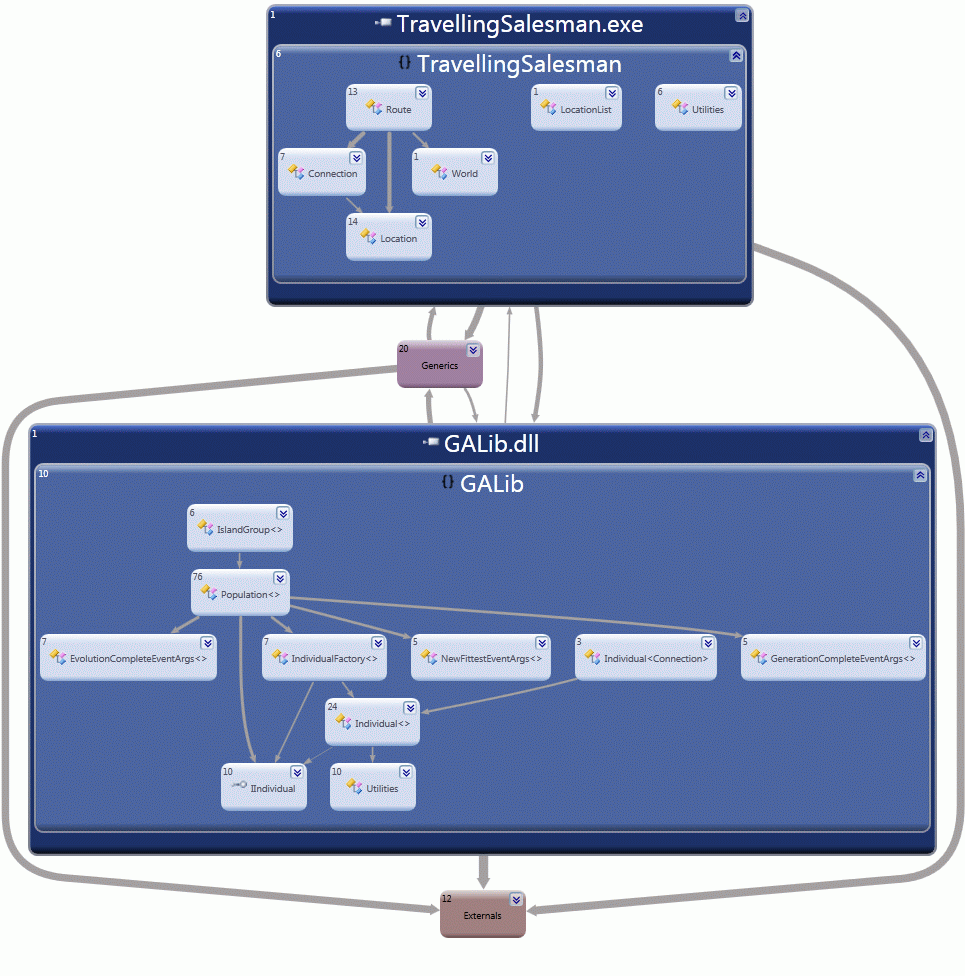 1
TravellingSalesman.exe
6
{} TravellingSalesman
13
Route
1
LocationList
6
Utilities
7
Connection
1
World
14
Location
20
Generics
1
GALib.dll
10
{} GALib
6
IslandGroup<>
76
Population<>
7
EvolutionCompleteEventArgs<>
7
IndividualFactory<>
5
NewFittestEventArgs<>
3
Individual<Connection>
5
GenerationCompleteEventArgs<>
24
Individual<>
10
IIndividual
10
Utilities
12
Externals